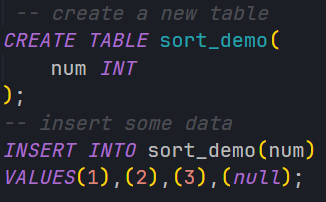 -- create a new table
CREATE TABLE sort_demo(
    num INT
);
-- insert some data
INSERT INTO sort_demo(num)
VALUES(1),(2),(3),(null);